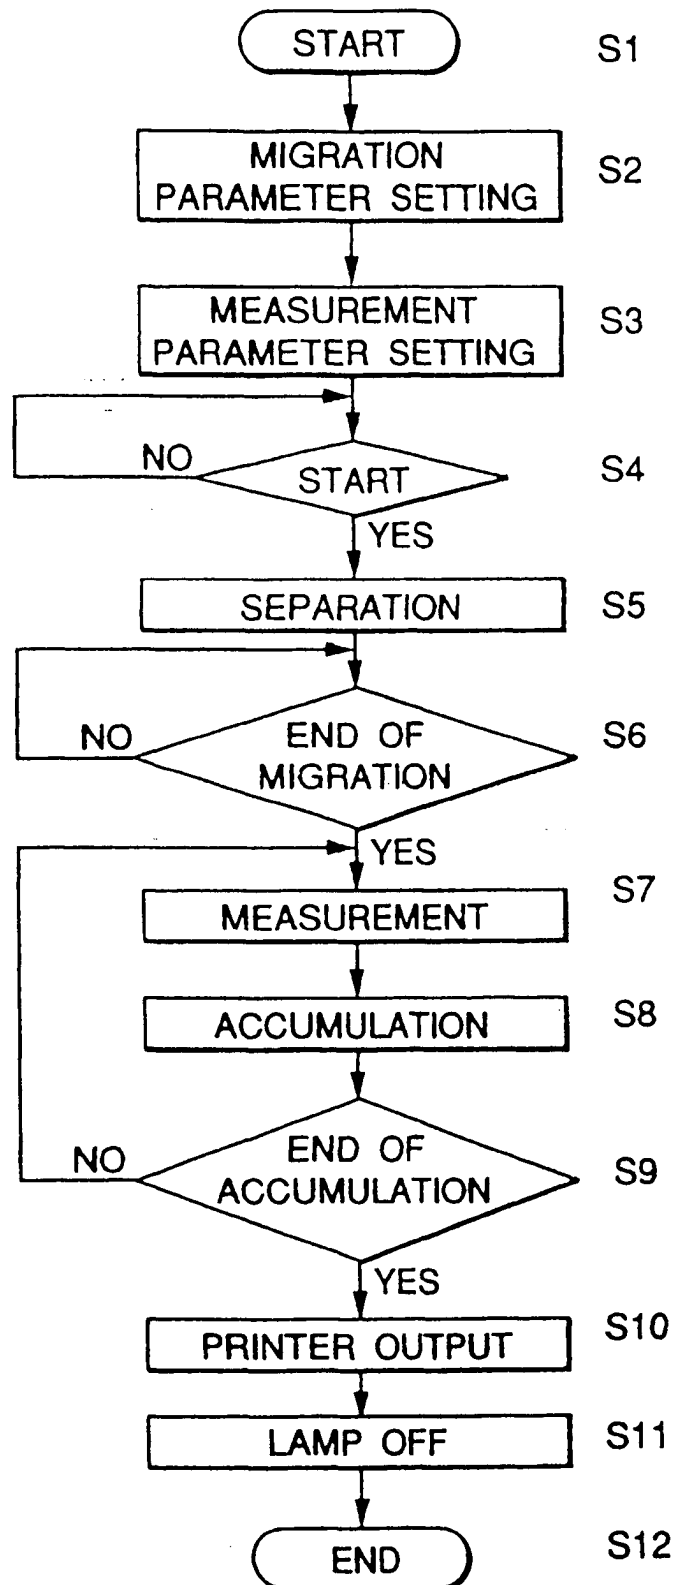 START S1
MIGRATION
PARAMETER SETTING S2
MEASUREMENT
PARAMETER SETTING S3
NO START S4
YES
SEPARATION S5
NO END OF
MIGRATION S6
YES
MEASUREMENT S7
ACCUMULATION S8
NO END OF
ACCUMULATION S9
YES
PRINTER OUTPUT S10
LAMP OFF S11
END S12